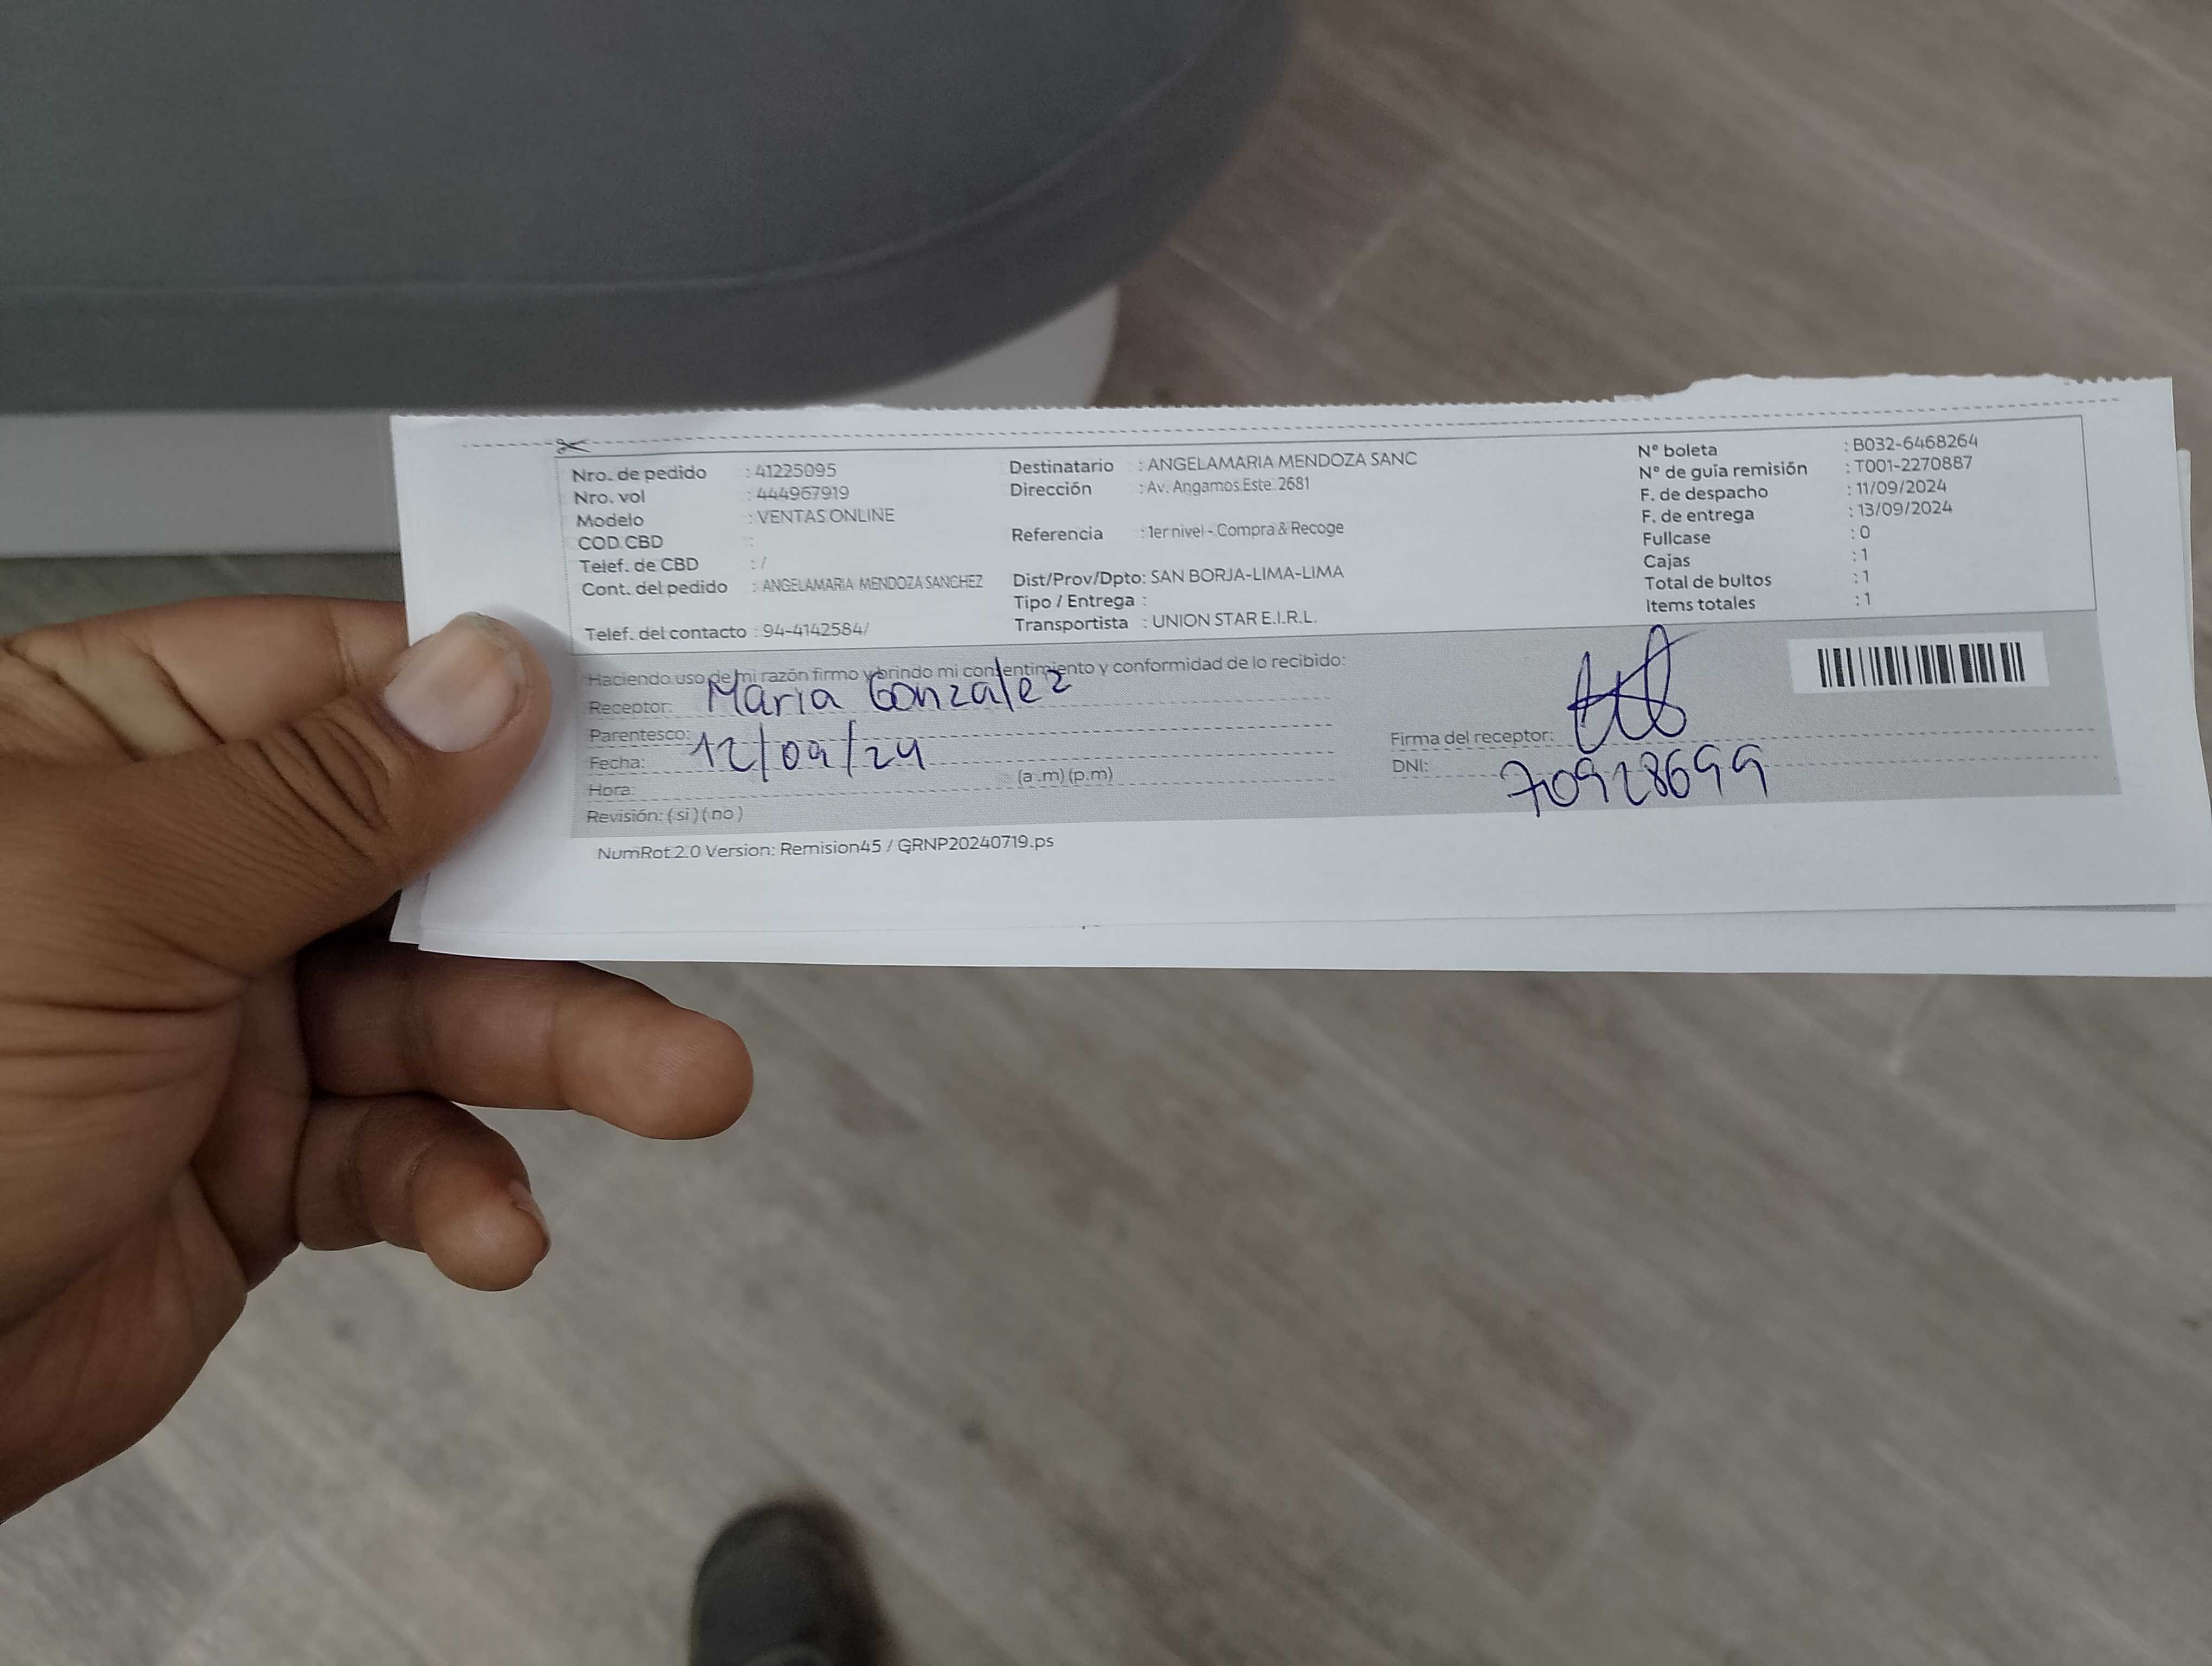 Nro. de pedido : 41225095
Nro. vol : 444967919
Modelo : VENTAS ONLINE
COD CBD :
Telef. de CBD : /
Cont. del pedido : ANGELAMARIA MENDOZA SANCHEZ
Telef. del contacto : 94-4142584/
Destinatario : ANGELAMARIA MENDOZA SANC
Dirección : Av. Angamos Este 2681
Referencia : 1er nivel - Compra & Recoge
Dist/Prov/Dpto: SAN BORJA-LIMA-LIMA
Tipo / Entrega :
Transportista : UNION STAR E.I.R.L.
N° boleta : B032-6468264
N° de guía remisión : T001-2270887
F. de despacho : 11/09/2024
F. de entrega : 13/09/2024
Fullcase : 0
Cajas : 1
Total de bultos : 1
Items totales : 1
Haciendo uso de mi razón firmo y brindo mi consentimiento y conformidad de lo recibido:
Receptor: Maria Gonzalez
Parentesco:
Fecha: 12/09/24
Hora: (a.m) (p.m)
Revisión: ( si ) ( no )
Firma del receptor:
DNI: 70928699
NumRot 2.0 Version: Remision45 / GRNP20240719.ps